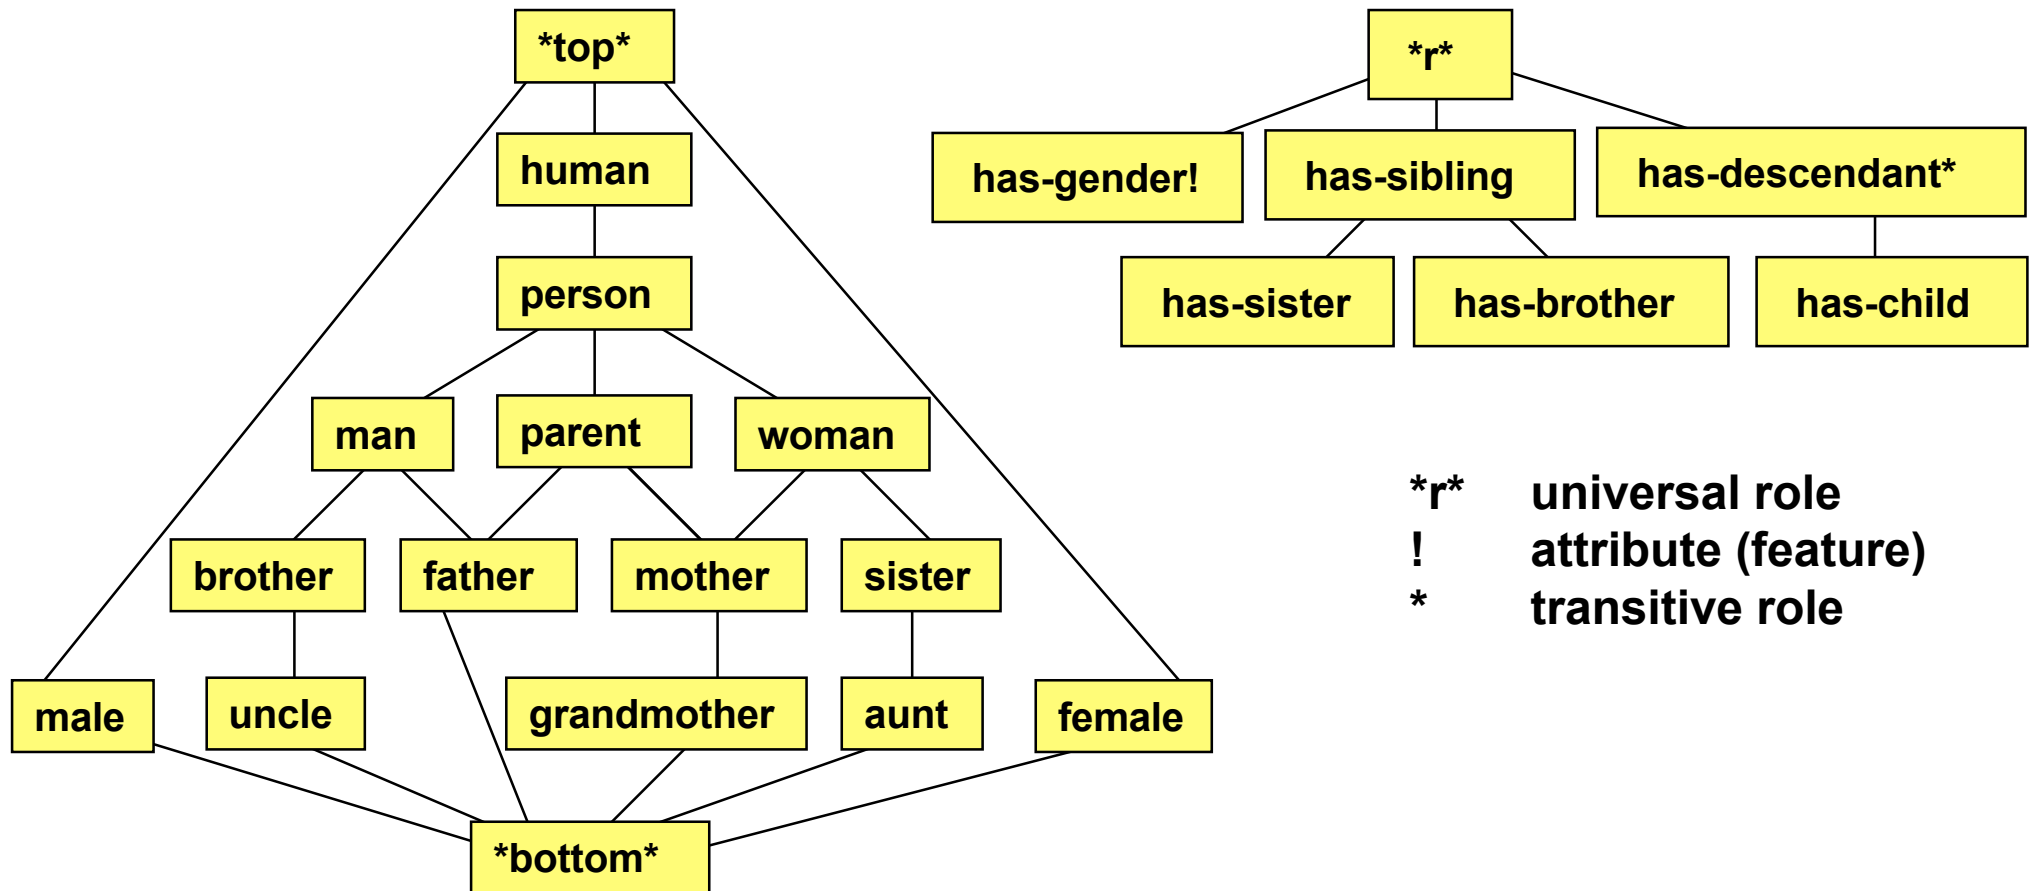 *top*
human
person
man
parent
woman
brother
father
mother
sister
male
uncle
grandmother
aunt
female
*bottom*
*r*
has-gender!
has-sibling
has-descendant*
has-sister
has-brother
has-child
*r* universal role
! attribute (feature)
* transitive role